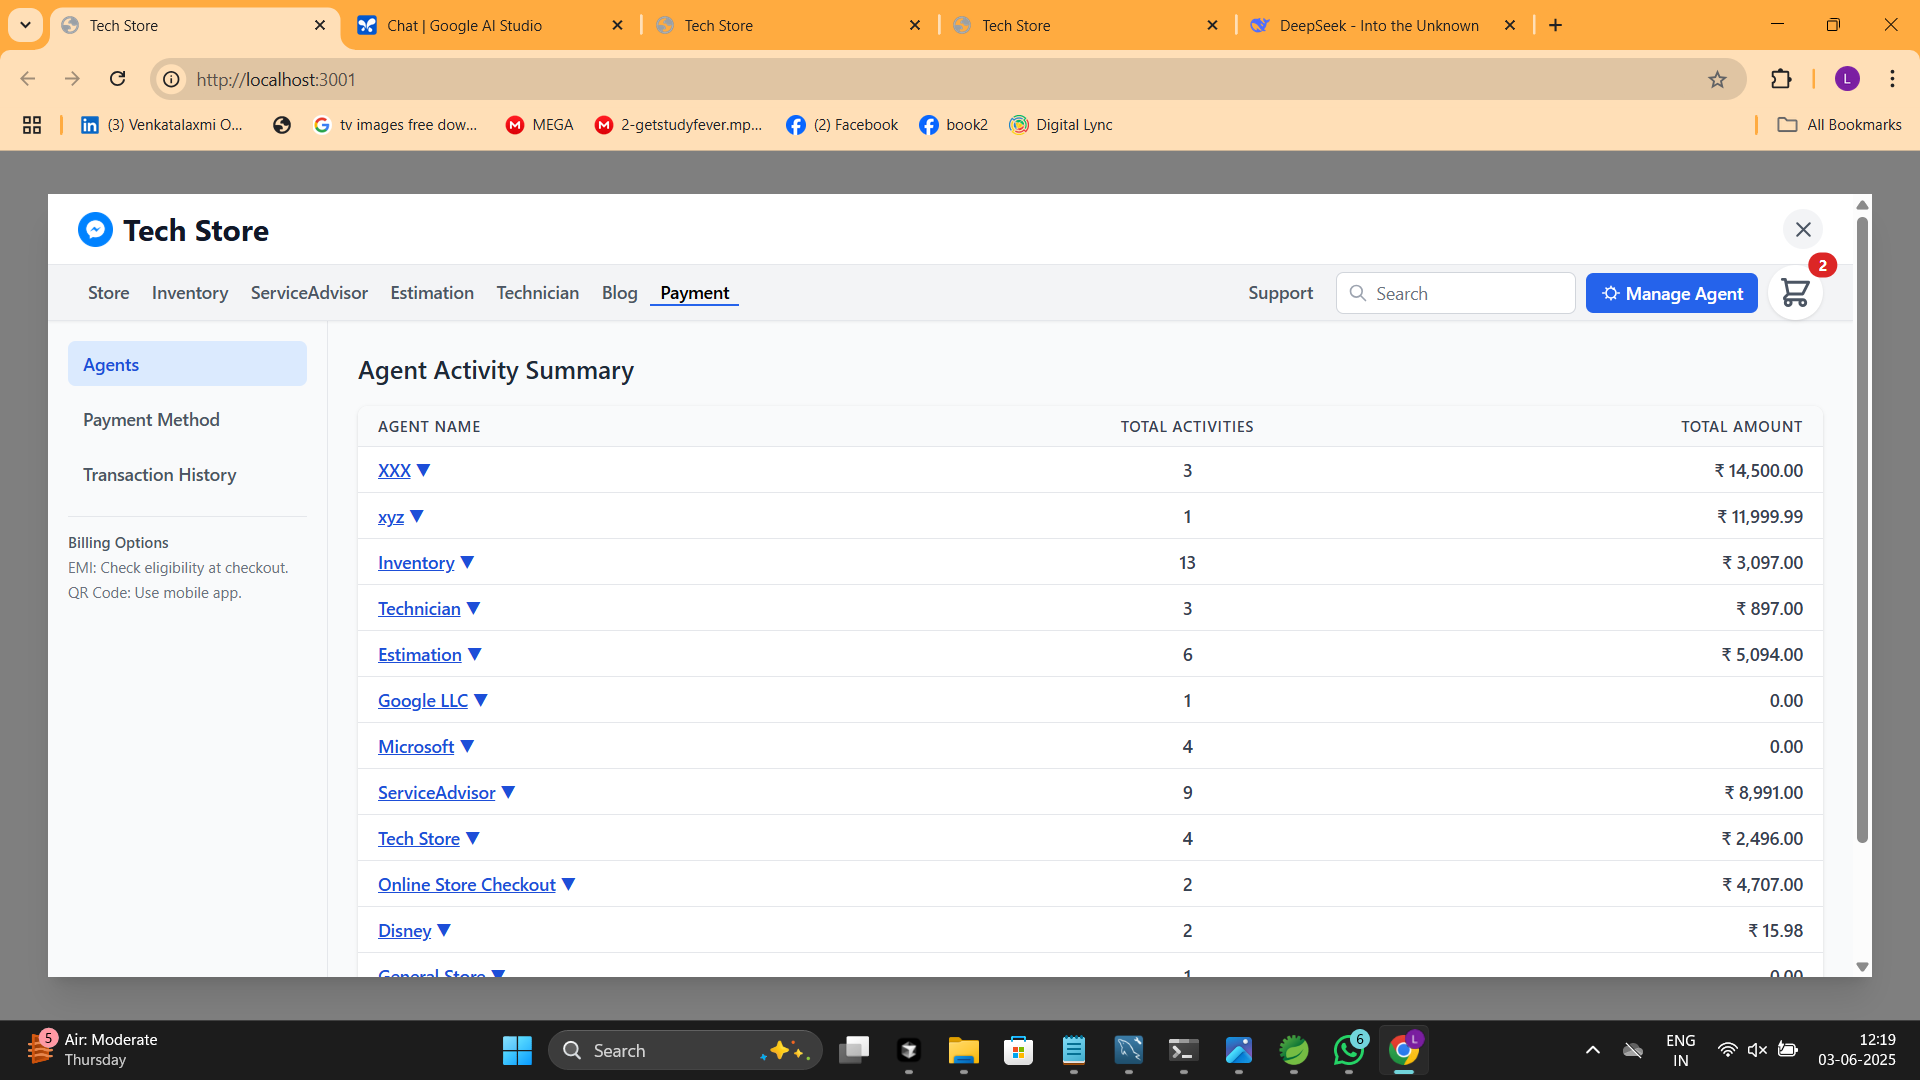 Tech Store
Chat | Google AI Studio
Tech Store
Tech Store
DeepSeek - Into the Unknown
http://localhost:3001
L
(3) Venkatalaxmi O...
tv images free dow...
MEGA
2-getstudyfever.mp...
(2) Facebook
book2
Digital Lync
All Bookmarks
Tech Store
2
Store
Inventory
ServiceAdvisor
Estimation
Technician
Blog
Payment
Support
Search
Manage Agent
Agents
Payment Method
Transaction History
Billing Options
EMI: Check eligibility at checkout.
QR Code: Use mobile app.
Agent Activity Summary
AGENT NAME TOTAL ACTIVITIES TOTAL AMOUNT
XXX ▼ 3 ₹ 14,500.00
xyz ▼ 1 ₹ 11,999.99
Inventory ▼ 13 ₹ 3,097.00
Technician ▼ 3 ₹ 897.00
Estimation ▼ 6 ₹ 5,094.00
Google LLC ▼ 1 0.00
Microsoft ▼ 4 0.00
ServiceAdvisor ▼ 9 ₹ 8,991.00
Tech Store ▼ 4 ₹ 2,496.00
Online Store Checkout ▼ 2 ₹ 4,707.00
Disney ▼ 2 ₹ 15.98
General Store ▼ 1 0.00
5
Air: Moderate
Thursday
Search
6
L
ENG
IN
12:19
03-06-2025